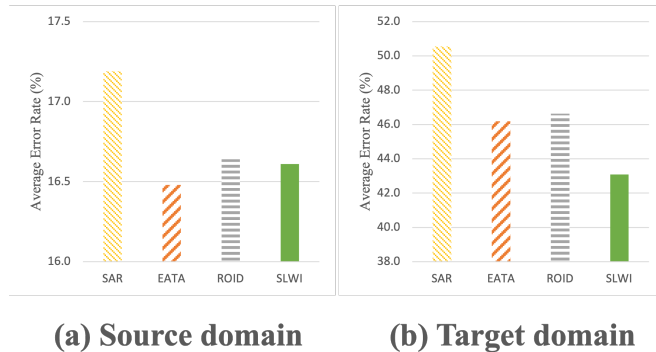 17.5
17.0
16.5
16.0
Average Error Rate (%)
SAR EATA ROID SLWI
(a) Source domain
52.0
50.0
48.0
46.0
44.0
42.0
40.0
38.0
Average Error Rate (%)
SAR EATA ROID SLWI
(b) Target domain